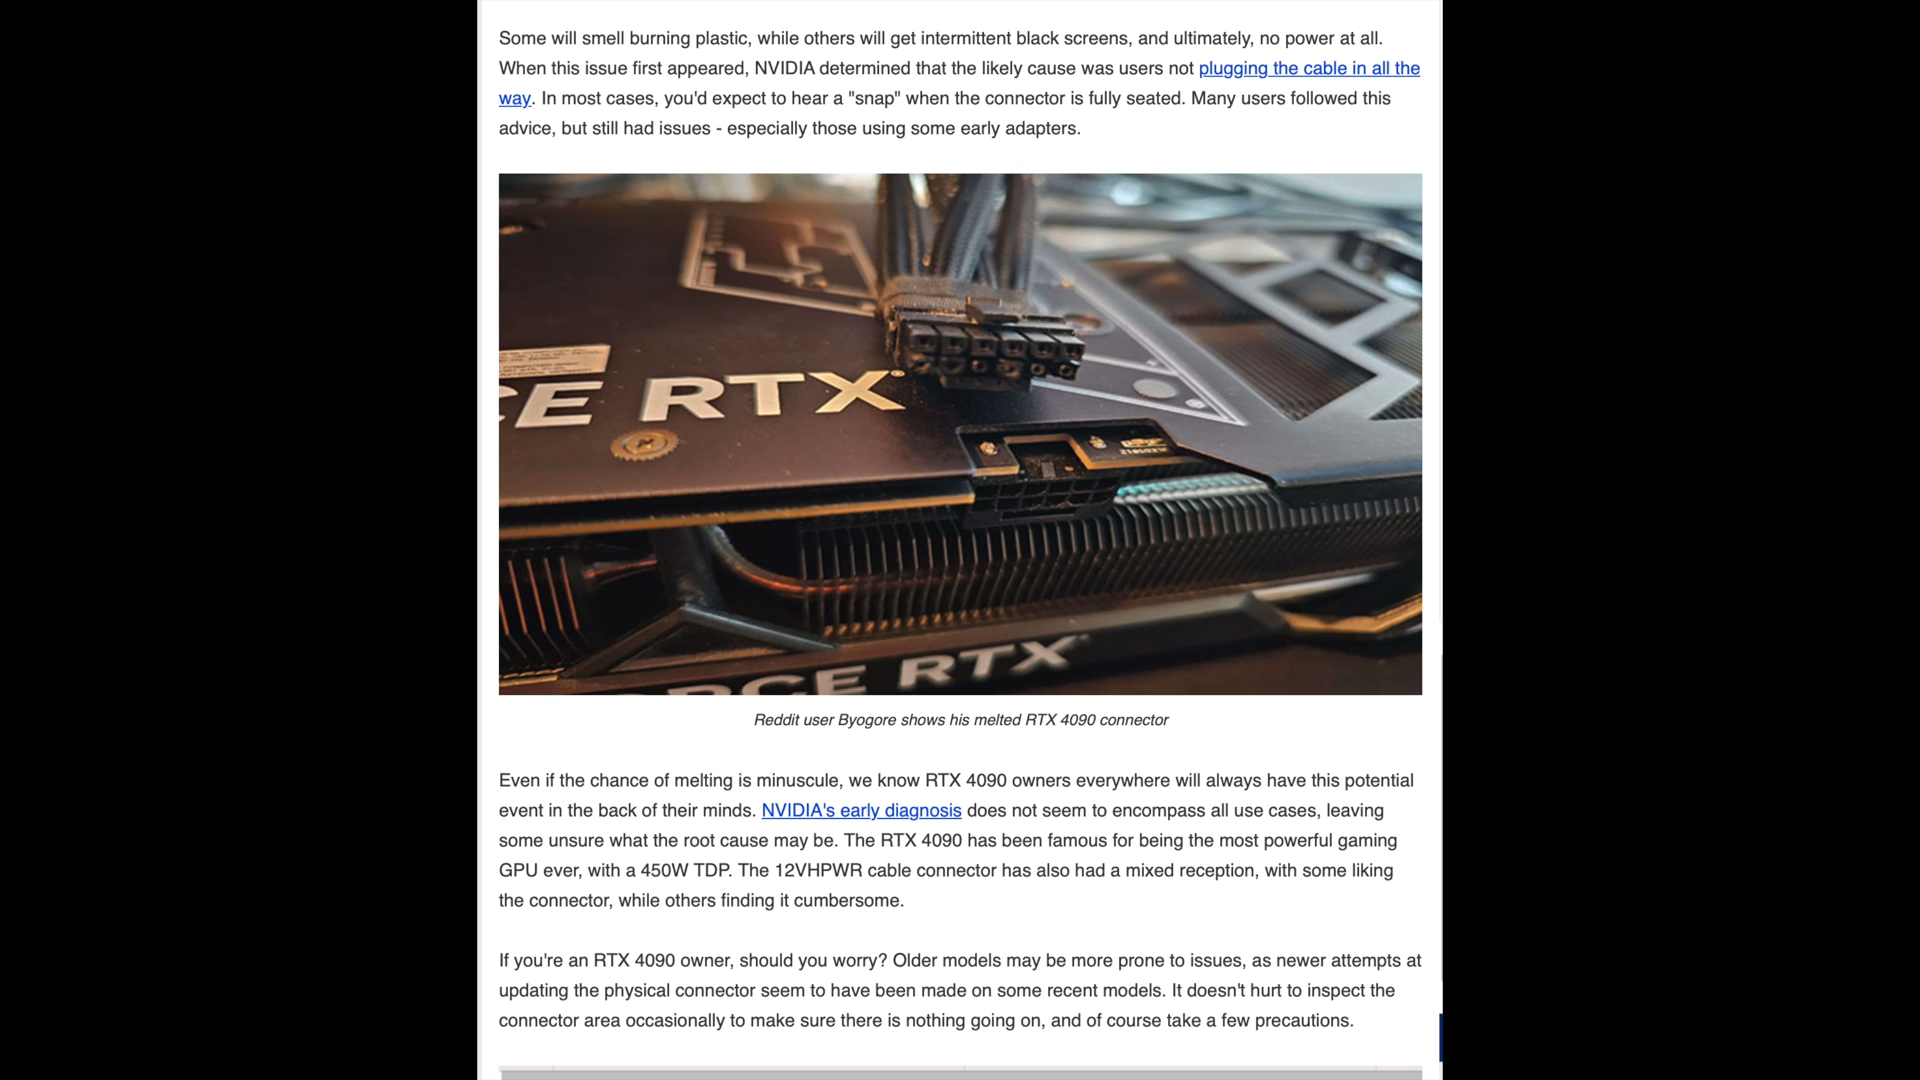 Some will smell burning plastic, while others will get intermittent black screens, and ultimately, no power at all.
When this issue first appeared, NVIDIA determined that the likely cause was users not plugging the cable in all the
way. In most cases, you'd expect to hear a "snap" when the connector is fully seated. Many users followed this
advice, but still had issues - especially those using some early adapters.
CE RTX
ORCE RTX
Reddit user Byogore shows his melted RTX 4090 connector
Even if the chance of melting is minuscule, we know RTX 4090 owners everywhere will always have this potential
event in the back of their minds. NVIDIA's early diagnosis does not seem to encompass all use cases, leaving
some unsure what the root cause may be. The RTX 4090 has been famous for being the most powerful gaming
GPU ever, with a 450W TDP. The 12VHPWR cable connector has also had a mixed reception, with some liking
the connector, while others finding it cumbersome.
If you're an RTX 4090 owner, should you worry? Older models may be more prone to issues, as newer attempts at
updating the physical connector seem to have been made on some recent models. It doesn't hurt to inspect the
connector area occasionally to make sure there is nothing going on, and of course take a few precautions.